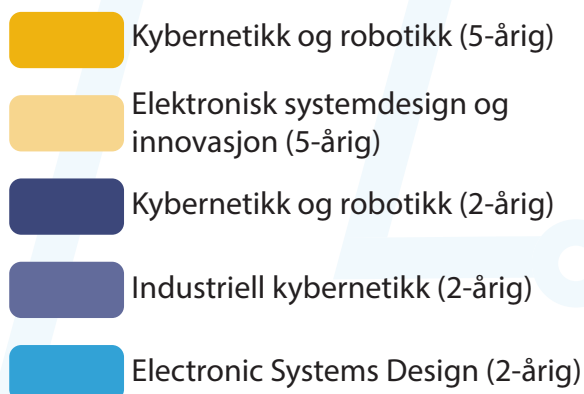 Kybernetikk og robotikk (5-årig)
Elektronisk systemdesign og
innovasjon (5-årig)
Kybernetikk og robotikk (2-årig)
Industriell kybernetikk (2-årig)
Electronic Systems Design (2-årig)